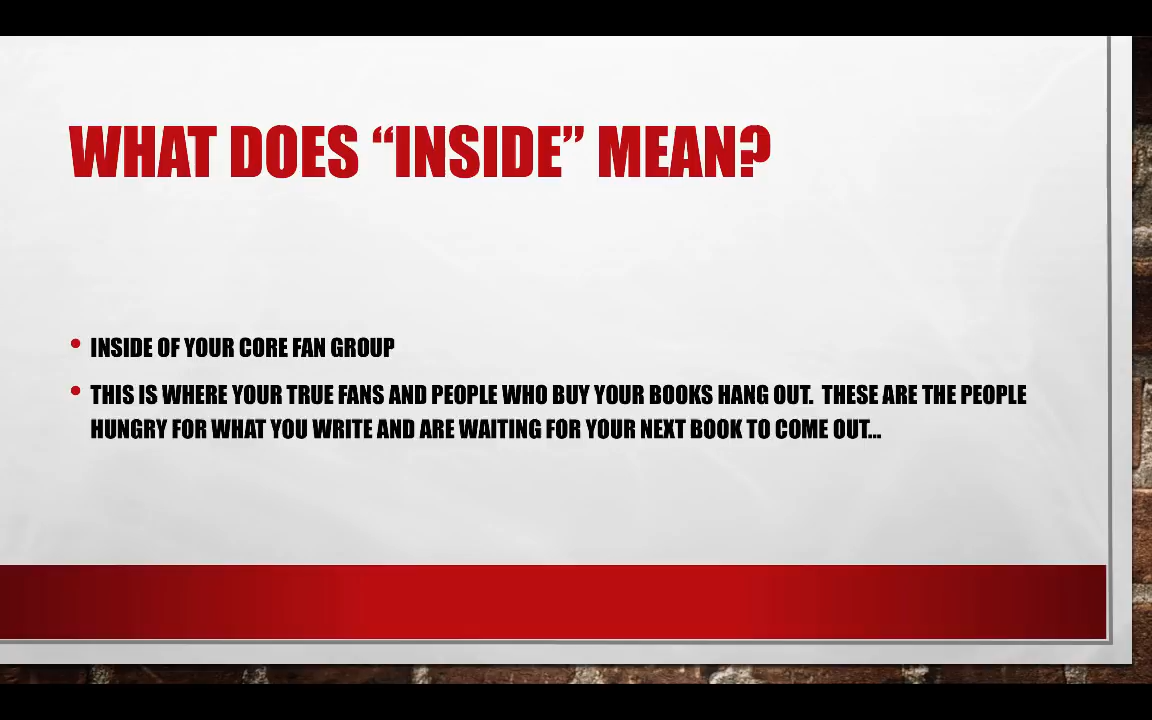 WHAT DOES “INSIDE” MEAN?
• INSIDE OF YOUR CORE FAN GROUP
• THIS IS WHERE YOUR TRUE FANS AND PEOPLE WHO BUY YOUR BOOKS HANG OUT. THESE ARE THE PEOPLE
HUNGRY FOR WHAT YOU WRITE AND ARE WAITING FOR YOUR NEXT BOOK TO COME OUT...